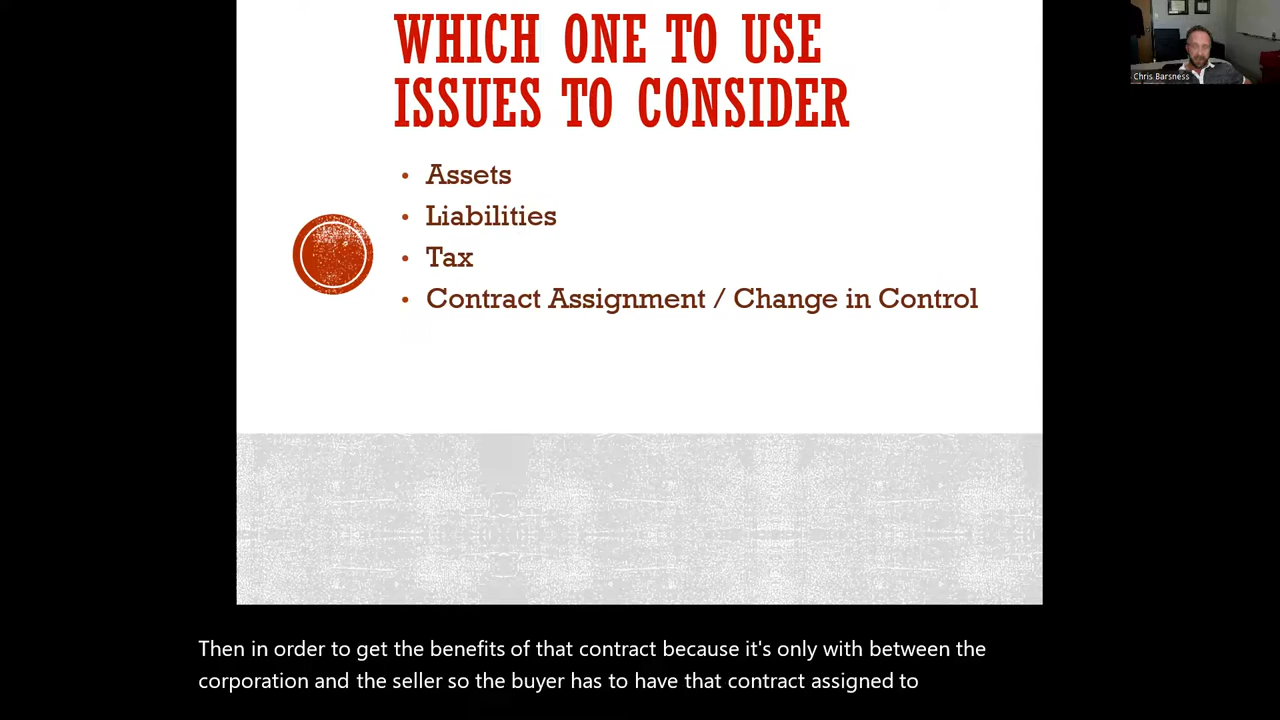 WHICH ONE TO USE
ISSUES TO CONSIDER
• Assets
• Liabilities
• Tax
• Contract Assignment / Change in Control
Chris Barsness
Then in order to get the benefits of that contract because it's only with between the
corporation and the seller so the buyer has to have that contract assigned to